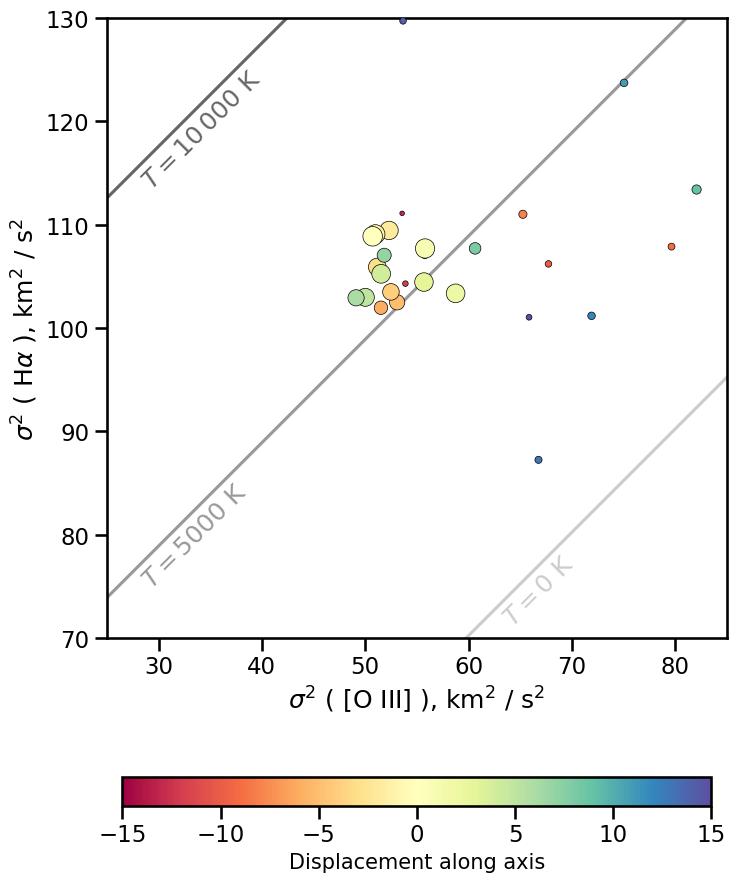 130
120
110
100
90
80
70
σ² ( Hα ), km² / s²
T = 10 000 K
T = 5000 K
T = 0 K
30 40 50 60 70 80
σ² ( [O III] ), km² / s²
−15 −10 −5 0 5 10 15
Displacement along axis